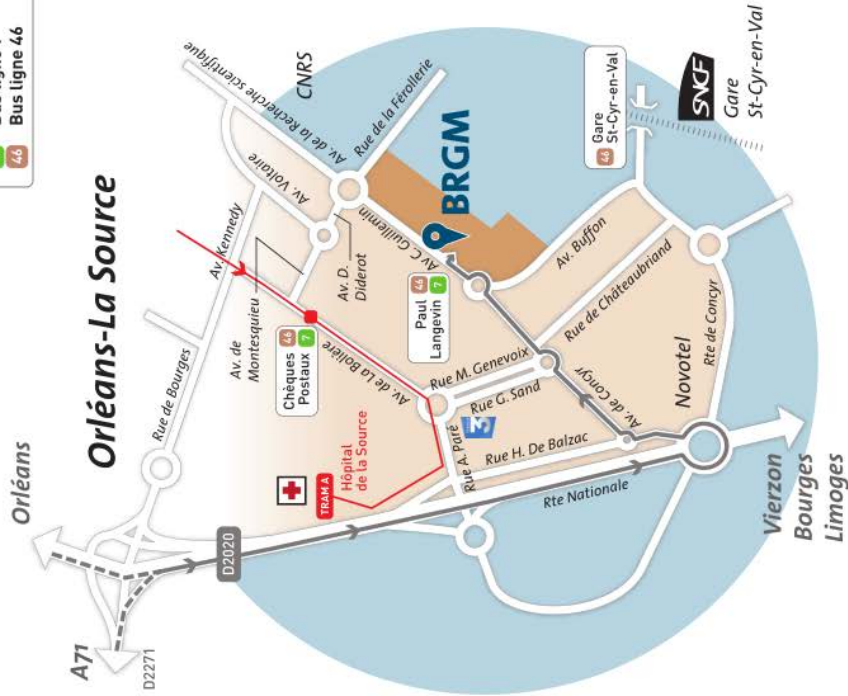 46
Bus ligne 46
Orléans-La Source
Orléans
A71
D2271
D2020
Rue de Bourges
Av. Kennedy
Av. Voltaire
Av. de la Recherche scientifique
CNRS
Rue de la Férollerie
Av. de
Montesquieu
Av. D.
Diderot
Chèques
Postaux
46
7
Av. de La Bolière
TRAM A
Hôpital
de la Source
Av. C. Guillemin
BRGM
Paul
Langevin
46
7
46
Gare
St-Cyr-en-Val
SNCF
Gare
St-Cyr-en-Val
Av. Buffon
Rue de Châteaubriand
Rue M. Genevoix
Rue G. Sand
Rue A. Paré
3
Rue H. De Balzac
Av. de Concyr
Novotel
Rte de Concyr
Rte Nationale
Vierzon
Bourges
Limoges